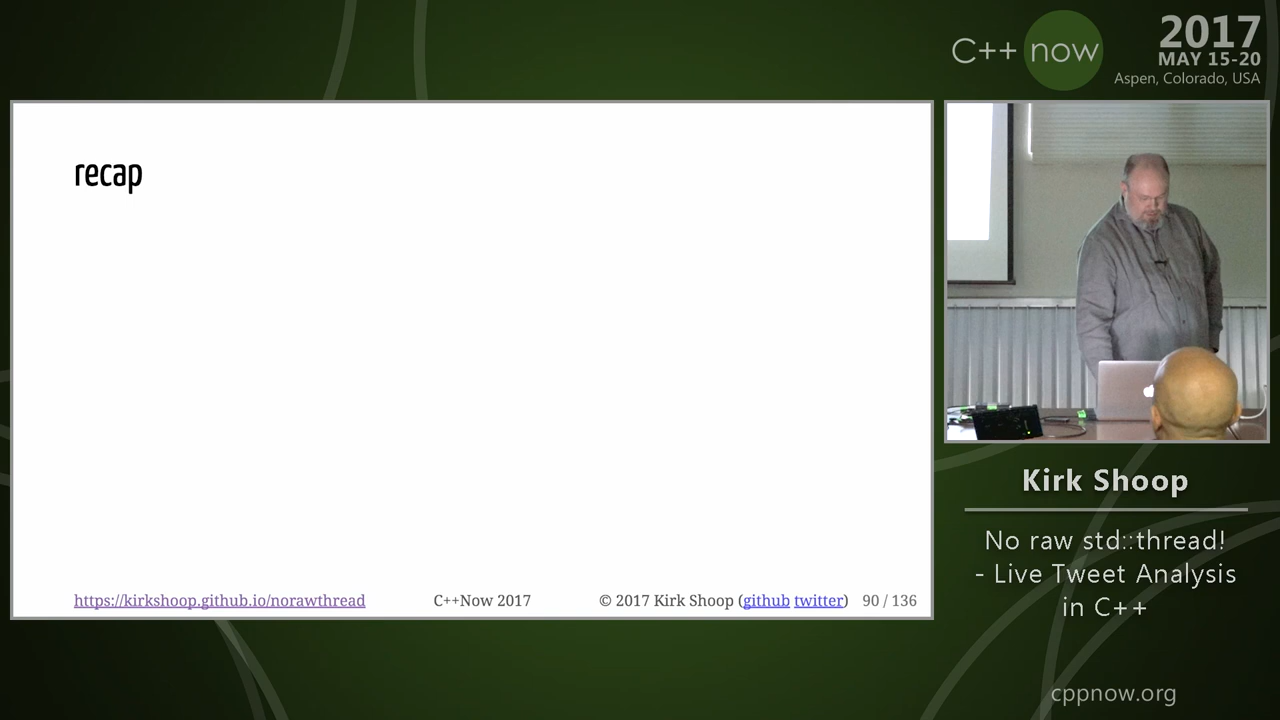 C++ now
2017
MAY 15-20
Aspen, Colorado, USA
recap
https://kirkshoop.github.io/norawthread
C++Now 2017
© 2017 Kirk Shoop (github twitter)
90 / 136
Kirk Shoop
No raw std::thread!
- Live Tweet Analysis
in C++
cppnow.org